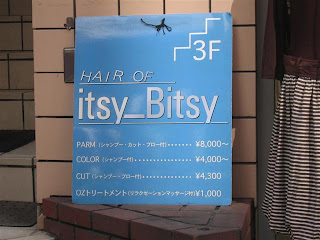 3F
HAIR OF
itsy_Bitsy
PARM (シャンプー・カット・ブロー付)········¥8,000〜
COLOR (シャンプー付)················¥4,000〜
CUT (シャンプー・ブロー付)············¥4,300
OZトリートメント(リラクゼーションマッサージ付)¥1,000